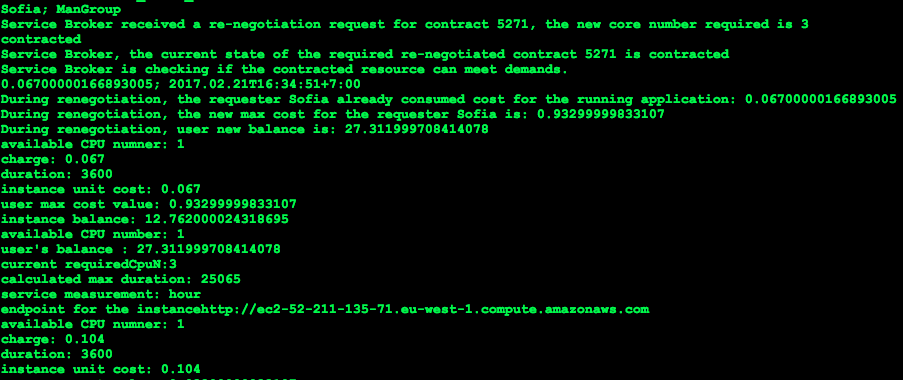 Sofia; ManGroup
Service Broker received a re-negotiation request for contract 5271, the new core number required is 3
contracted
Service Broker, the current state of the required re-negotiated contract 5271 is contracted
Service Broker is checking if the contracted resource can meet demands.
0.06700000166893005; 2017.02.21T16:34:51+7:00
During renegotiation, the requester Sofia already consumed cost for the running application: 0.06700000166893005
During renegotiation, the new max cost for the requester Sofia is: 0.93299999833107
During renegotiation, user new balance is: 27.311999708414078
available CPU numner: 1
charge: 0.067
duration: 3600
instance unit cost: 0.067
user max cost value: 0.93299999833107
instance balance: 12.762000024318695
available CPU number: 1
user's balance : 27.311999708414078
current requiredCpuN:3
calculated max duration: 25065
service measurement: hour
endpoint for the instancehttp://ec2-52-211-135-71.eu-west-1.compute.amazonaws.com
available CPU numner: 1
charge: 0.104
duration: 3600
instance unit cost: 0.104